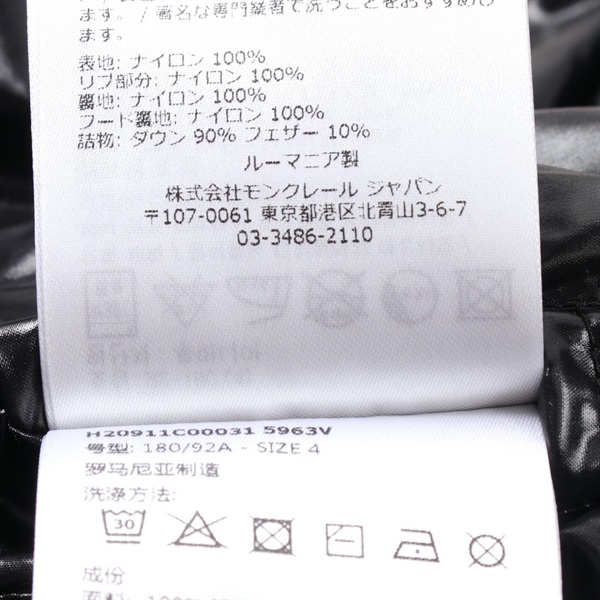 ます。/ 著名な専門業者で洗うことをおすすめし
ます。
表地: ナイロン 100%
リブ部分: ナイロン 100%
裏地: ナイロン 100%
フード裏地: ナイロン 100%
詰物: ダウン 90% フェザー 10%
ルーマニア製
株式会社モンクレール ジャパン
〒107-0061 東京都港区北青山3-6-7
03-3486-2110
H20911C00031 5963V
号型: 180/92A - SIZE 4
罗马尼亚制造
洗涤方法:
30
成份
面料: 100%